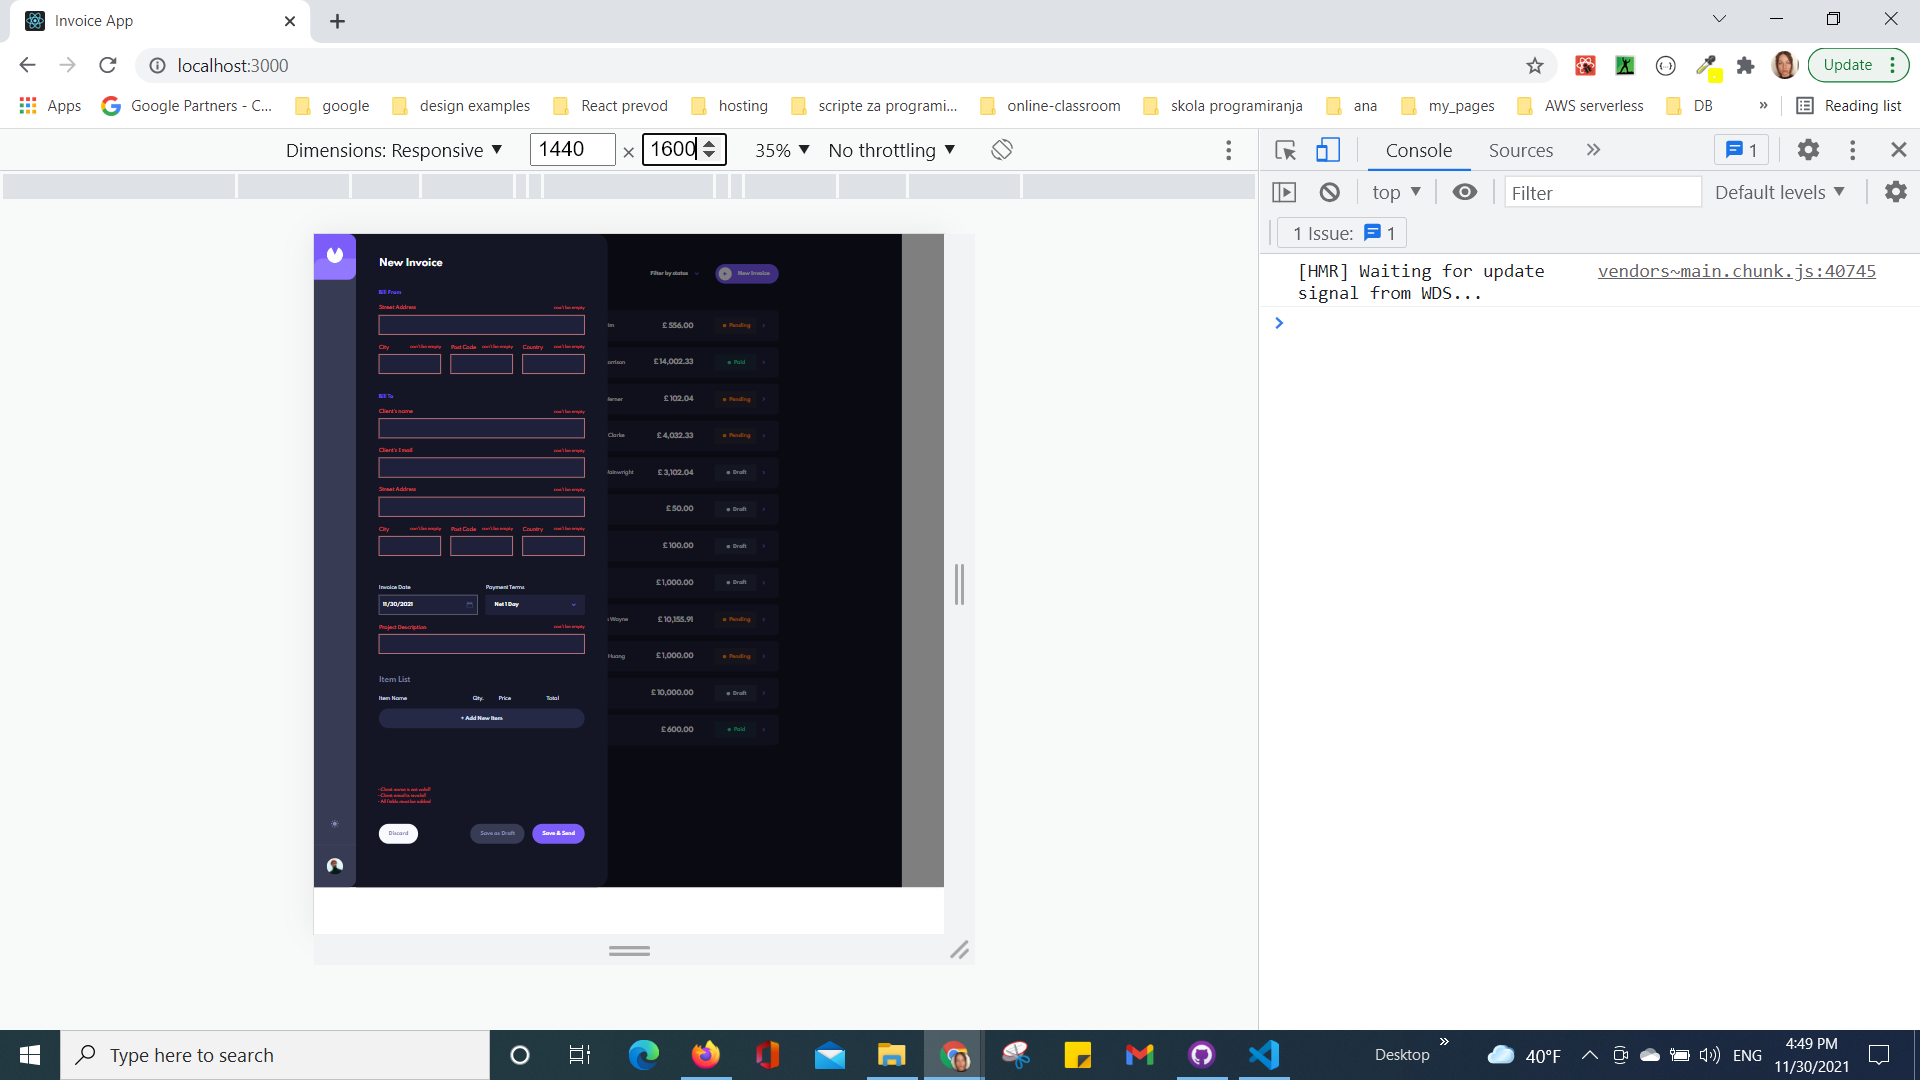 Invoice App
localhost:3000
Update
Apps
Google Partners - C...
google
design examples
React prevod
hosting
scripte za programi...
online-classroom
skola programiranja
ana
my_pages
AWS serverless
DB
»
Reading list
Dimensions: Responsive
1440 × 1600
35%
No throttling
Console
Sources
»
1
top
Filter
Default levels
1 Issue: 1
[HMR] Waiting for update signal from WDS...
vendors~main.chunk.js:40745
New Invoice
Bill From
Street Address can't be empty
City can't be empty Post Code can't be empty Country can't be empty
Bill To
Client's name can't be empty
Client's Email can't be empty
Street Address can't be empty
City can't be empty Post Code can't be empty Country can't be empty
Invoice Date Payment Terms
11/30/2021 Net 1 Day
Project Description can't be empty
Item List
Item Name Qty. Price Total
+ Add New Item
- All fields must be added
Discard Save as Draft Save & Send
Filter by status New Invoice
£ 556.00 Pending
£ 14,002.33 Paid
£ 102.04 Pending
Clarke £ 4,032.33 Pending
£ 3,102.04 Draft
£ 50.00 Draft
£ 100.00 Draft
£ 1,000.00 Draft
Wayne £ 10,155.91 Pending
Huang £ 1,000.00 Pending
£ 10,000.00 Draft
£ 600.00 Paid
Type here to search
Desktop
»
40°F
ENG
4:49 PM
11/30/2021